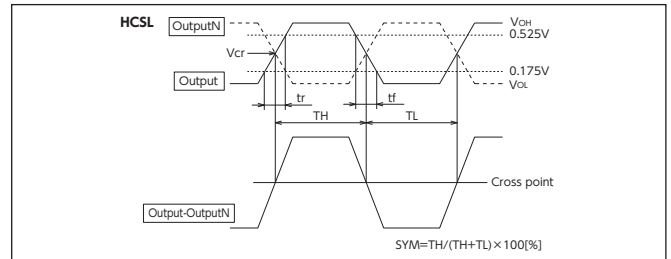 HCSL
OutputN
VOH
0.525V
Vcr
0.175V
VOL
Output
tr
tf
TH
TL
Cross point
Output-OutputN
SYM=TH/(TH+TL)×100[%]